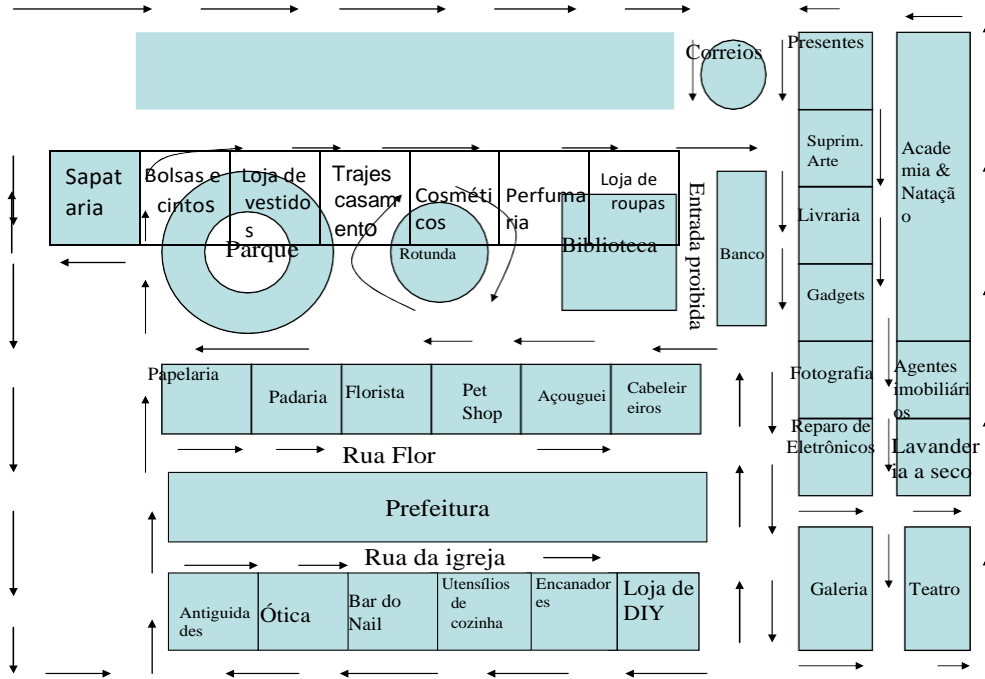 Correios
Presentes
Suprim.
Arte
Acade
mia &
Nataçã
o
Sapat
aria
Bolsas e
cintos
Loja de
vestido
s
Trajes
casam
ento
Cosméti
cos
Perfuma
ria
Loja de
roupas
Parque
Rotunda
Biblioteca
Entrada proibida
Banco
Livraria
Gadgets
Papelaria
Padaria
Florista
Pet
Shop
Açouguei
Cabeleir
eiros
Fotografia
Agentes
imobiliári
os
Rua Flor
Reparo de
Eletrônicos
Lavander
ia a seco
Prefeitura
Rua da igreja
Antiguida
des
Ótica
Bar do
Nail
Utensílios
de
cozinha
Encanador
es
Loja de
DIY
Galeria
Teatro